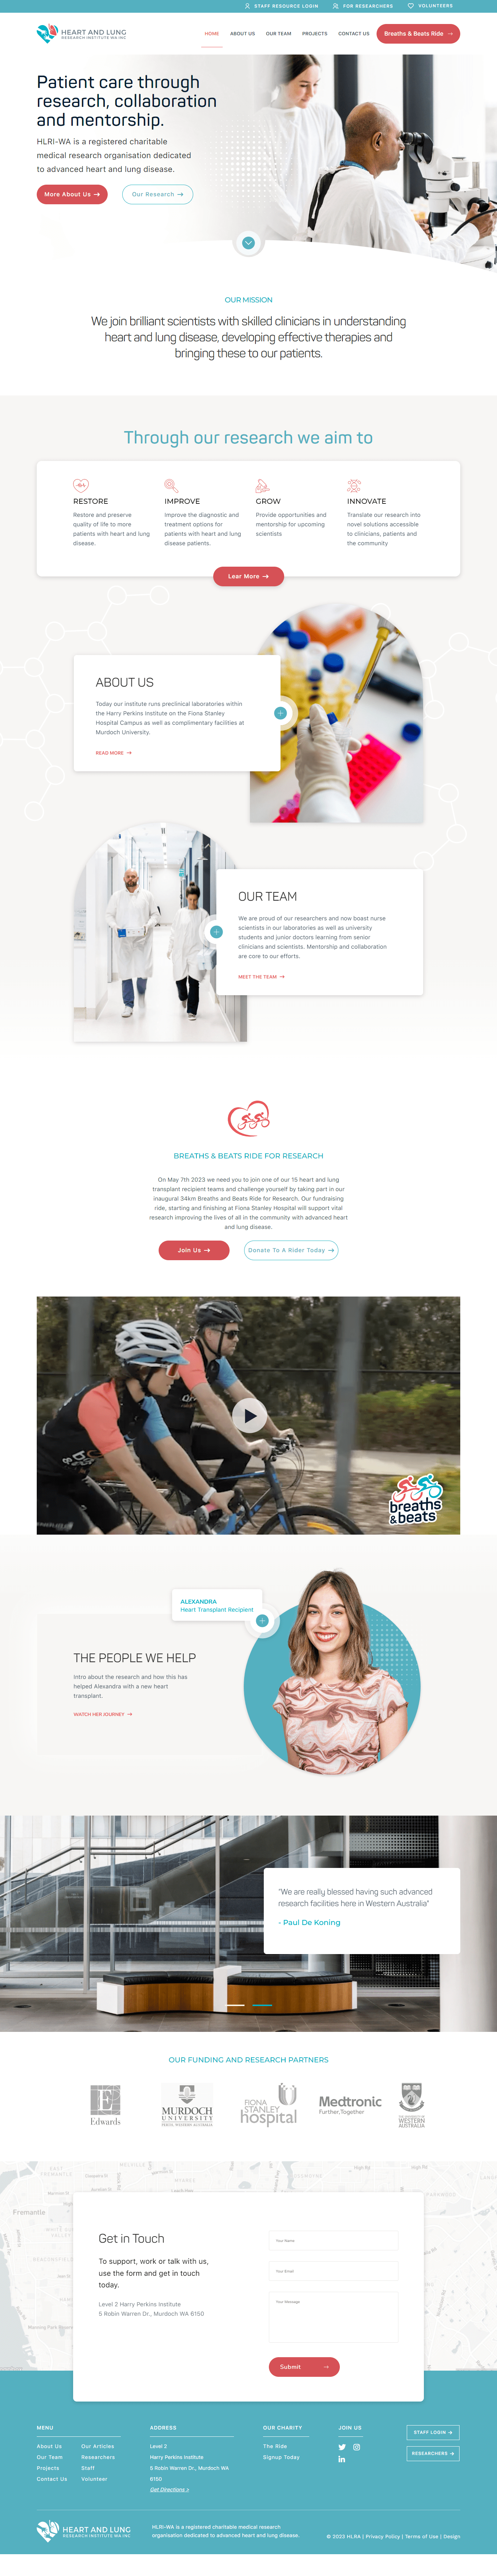 STAFF RESOURCE LOGIN
FOR RESEARCHERS
VOLUNTEERS
HEART AND LUNG
RESEARCH INSTITUTE WA INC
HOME
ABOUT US
OUR TEAM
PROJECTS
CONTACT US
Breaths & Beats Ride →
Patient care through
research, collaboration
and mentorship.
HLRI-WA is a registered charitable
medical research organisation dedicated
to advanced heart and lung disease.
More About Us →
Our Research →
OUR MISSION
We join brilliant scientists with skilled clinicians in understanding
heart and lung disease, developing effective therapies and
bringing these to our patients.
Through our research we aim to
RESTORE
Restore and preserve
quality of life to more
patients with heart and lung
disease.
IMPROVE
Improve the diagnostic and
treatment options for
patients with heart and lung
disease patients.
GROW
Provide opportunities and
mentorship for upcoming
scientists
INNOVATE
Translate our research into
novel solutions accessible
to clinicians, patients and
the community
Lear More →
ABOUT US
Today our institute runs preclinical laboratories within
the Harry Perkins Institute on the Fiona Stanley
Hospital Campus as well as complimentary facilities at
Murdoch University.
READ MORE →
OUR TEAM
We are proud of our researchers and now boast nurse
scientists in our laboratories as well as university
students and junior doctors learning from senior
clinicians and scientists. Mentorship and collaboration
are core to our efforts.
MEET THE TEAM →
BREATHS & BEATS RIDE FOR RESEARCH
On May 7th 2023 we need you to join one of our 15 heart and lung
transplant recipient teams and challenge yourself by taking part in our
inaugural 34km Breaths and Beats Ride for Research. Our fundraising
ride, starting and finishing at Fiona Stanley Hospital will support vital
research improving the lives of all in the community with advanced heart
and lung disease.
Join Us →
Donate To A Rider Today →
breaths
&beats
ALEXANDRA
Heart Transplant Recipient
THE PEOPLE WE HELP
Intro about the research and how this has
helped Alexandra with a new heart
transplant.
WATCH HER JOURNEY →
"We are really blessed having such advanced
research facilities here in Western Australia"
- Paul De Koning
OUR FUNDING AND RESEARCH PARTNERS
Edwards
MURDOCH
UNIVERSITY
PERTH, WESTERN AUSTRALIA
FIONA
STANLEY
hospital
Medtronic
Further, Together
THE UNIVERSITY OF
WESTERN
AUSTRALIA
Fremantle
Get in Touch
To support, work or talk with us,
use the form and get in touch
today.
Level 2 Harry Perkins Institute
5 Robin Warren Dr., Murdoch WA 6150
Your Name
Your Email
Your Message
Submit →
MENU
About Us
Our Team
Projects
Contact Us
Our Articles
Researchers
Staff
Volunteer
ADDRESS
Level 2
Harry Perkins Institute
5 Robin Warren Dr., Murdoch WA
6150
Get Directions >
OUR CHARITY
The Ride
Signup Today
JOIN US
STAFF LOGIN →
RESEARCHERS →
HEART AND LUNG
RESEARCH INSTITUTE WA INC
HLRI-WA is a registered charitable medical research
organisation dedicated to advanced heart and lung disease.
© 2023 HLRA | Privacy Policy | Terms of Use | Design